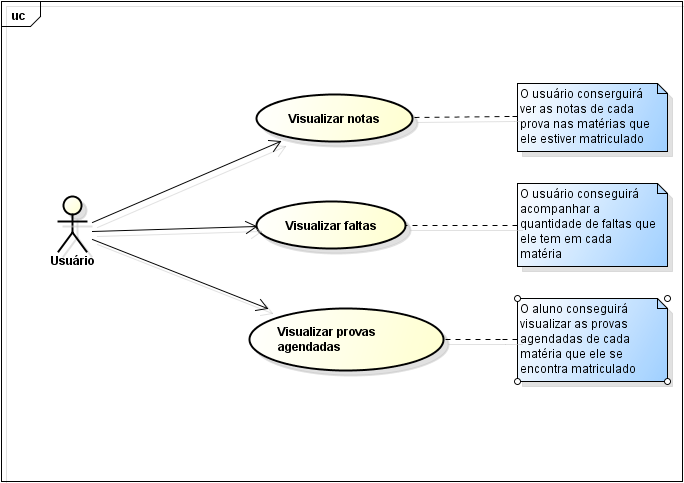 uc
Visualizar notas
O usuário conserguirá
ver as notas de cada
prova nas matérias que
ele estiver matriculado
Usuário
Visualizar faltas
O usuário conseguirá
acompanhar a
quantidade de faltas que
ele tem em cada
matéria
Visualizar provas
agendadas
O aluno conseguirá
visualizar as provas
agendadas de cada
matéria que ele se
encontra matriculado